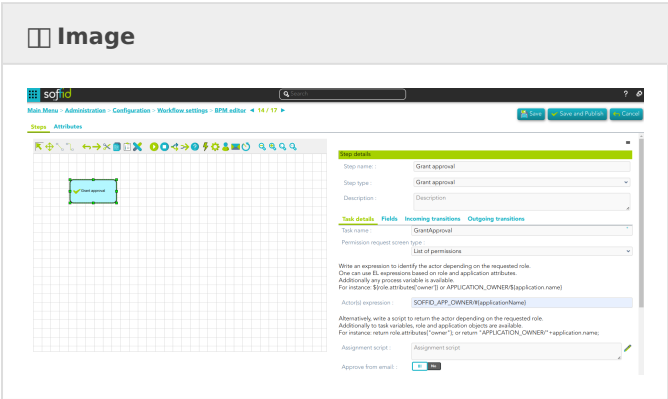 Image
soffid
Search
?
Main Menu > Administration > Configuration > Workflow settings > BPM editor ◄ 14 / 17 ►
Save
Save and Publish
Cancel
Steps Attributes
Grant approval
Step details
Step name : Grant approval
Step type : Grant approval
Description : Description
Task details Fields Incoming transitions Outgoing transitions
Task name : GrantApproval
Permission request screen type :
List of permissions
Write an expression to identify the actor depending on the requested role.
One can use EL expressions based on role and application attributes.
Additionally any process variable is available.
For instance: ${role.attributes['owner']} or APPLICATION_OWNER/${application.name}
Actor(s) expression : SOFFID_APP_OWNER/#{applicationName}
Alternatively, write a script to return the actor depending on the requested role.
Additionally to task variables, role and application objects are available.
For instance: return role.attributes["owner"]; or return "APPLICATION_OWNER/"+application.name;
Assignment script : Assignment script
Approve from email : No